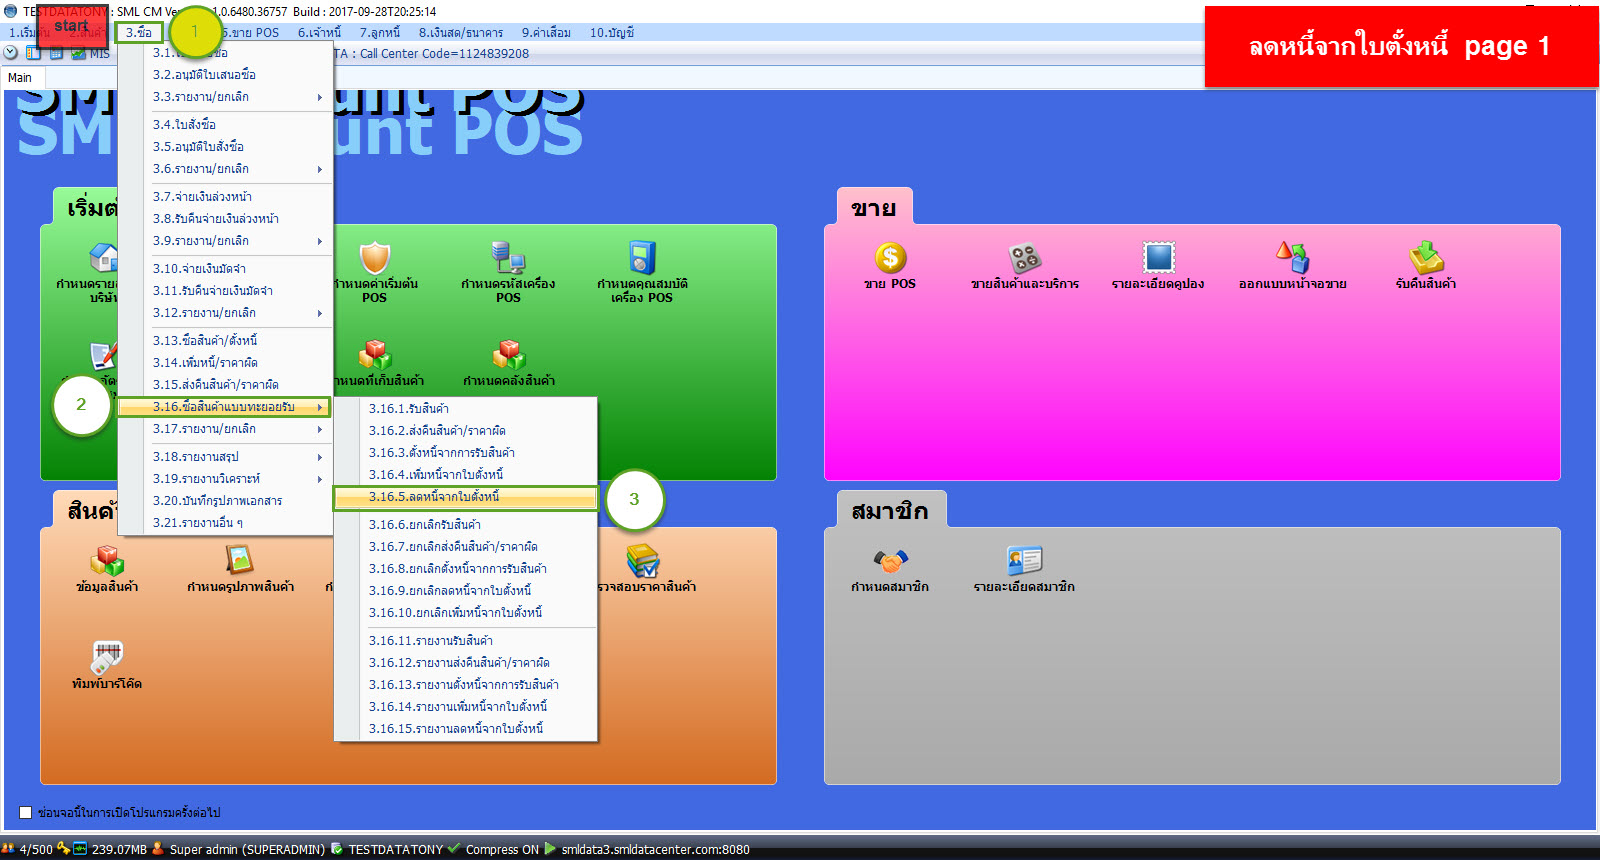 TESTDATATONY : SML CM Ver 1.0.6480.36757 Build : 2017-09-28T20:25:14
start
1
ลดหนี้จากใบตั้งหนี้ page 1
3.ซื้อ
5.ขาย POS
6.เจ้าหนี้
7.ลูกหนี้
8.เงินสด/ธนาคาร
9.ค่าเสื่อม
10.บัญชี
MIS
TA : Call Center Code=1124839208
Main
3.2.อนุมัติใบเสนอซื้อ
3.3.รายงาน/ยกเลิก
3.4.ใบสั่งซื้อ
3.5.อนุมัติใบสั่งซื้อ
3.6.รายงาน/ยกเลิก
3.7.จ่ายเงินล่วงหน้า
3.8.รับคืนจ่ายเงินล่วงหน้า
3.9.รายงาน/ยกเลิก
3.10.จ่ายเงินมัดจำ
3.11.รับคืนจ่ายเงินมัดจำ
3.12.รายงาน/ยกเลิก
3.13.ซื้อสินค้า/ตั้งหนี้
3.14.เพิ่มหนี้/ราคาผิด
3.15.ส่งคืนสินค้า/ราคาผิด
2
3.16.ซื้อสินค้าแบบทะยอยรับ
3.17.รายงาน/ยกเลิก
3.18.รายงานสรุป
3.19.รายงานวิเคราะห์
3.20.บันทึกรูปภาพเอกสาร
3.21.รายงานอื่น ๆ
3.16.1.รับสินค้า
3.16.2.ส่งคืนสินค้า/ราคาผิด
3.16.3.ตั้งหนี้จากการรับสินค้า
3.16.4.เพิ่มหนี้จากใบตั้งหนี้
3.16.5.ลดหนี้จากใบตั้งหนี้
3
3.16.6.ยกเลิกรับสินค้า
3.16.7.ยกเลิกส่งคืนสินค้า/ราคาผิด
3.16.8.ยกเลิกตั้งหนี้จากการรับสินค้า
3.16.9.ยกเลิกลดหนี้จากใบตั้งหนี้
3.16.10.ยกเลิกเพิ่มหนี้จากใบตั้งหนี้
3.16.11.รายงานรับสินค้า
3.16.12.รายงานส่งคืนสินค้า/ราคาผิด
3.16.13.รายงานตั้งหนี้จากการรับสินค้า
3.16.14.รายงานเพิ่มหนี้จากใบตั้งหนี้
3.16.15.รายงานลดหนี้จากใบตั้งหนี้
SM unt POS
เริ่มต
กำหนดราย
บริษัท
กำหนดค่าเริ่มต้น
POS
กำหนดรหัสเครื่อง
POS
กำหนดคุณสมบัติ
เครื่อง POS
กำหนดที่เก็บสินค้า
กำหนดคลังสินค้า
ขาย
ขาย POS
ขายสินค้าและบริการ
รายละเอียดคูปอง
ออกแบบหน้าจอขาย
รับคืนสินค้า
สินค้า
ข้อมูลสินค้า
กำหนดรูปภาพสินค้า
รวจสอบราคาสินค้า
พิมพ์บาร์โค๊ด
สมาชิก
กำหนดสมาชิก
รายละเอียดสมาชิก
ซ่อนจอนี้ในการเปิดโปรแกรมครั้งต่อไป
4/500 239.07MB Super admin (SUPERADMIN) TESTDATATONY Compress ON smldata3.smldatacenter.com:8080